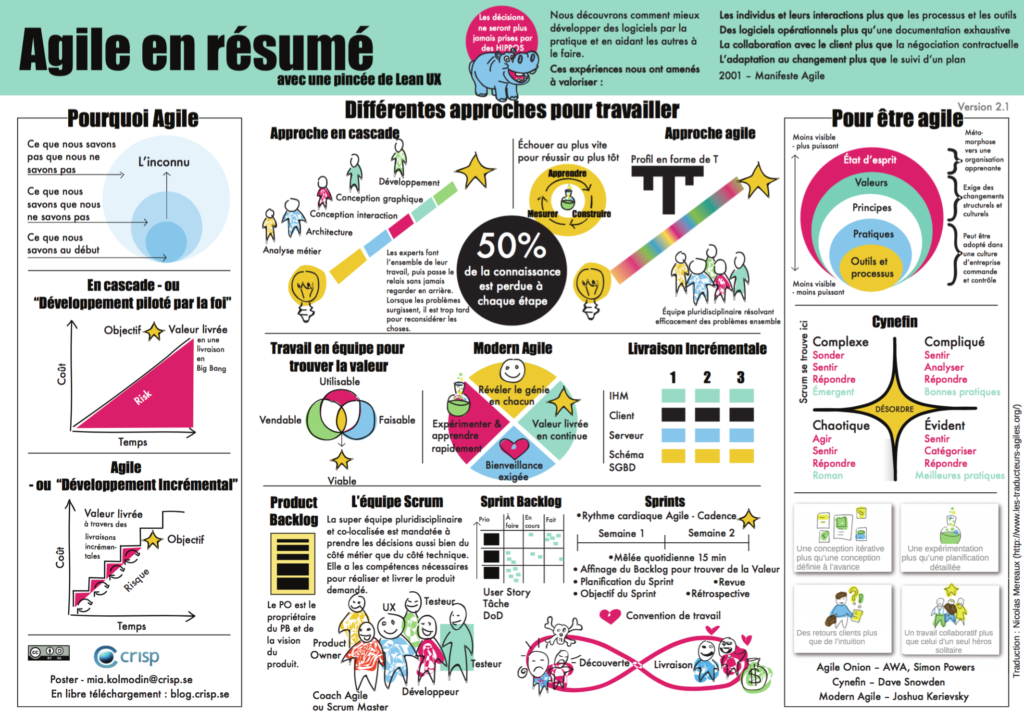 Agile en résumé
avec une pincée de Lean UX
Les décisions
ne seront plus
jamais prises par
des HIPPOS
Nous découvrons comment mieux
développer des logiciels par la
pratique et en aidant les autres à
le faire.
Ces expériences nous ont amenés
à valoriser :
Les individus et leurs interactions plus que les processus et les outils
Des logiciels opérationnels plus qu'une documentation exhaustive
La collaboration avec le client plus que la négociation contractuelle
L'adaptation au changement plus que le suivi d'un plan
2001 – Manifeste Agile
Version 2.1
Pourquoi Agile
Ce que nous savons
pas que nous ne
savons pas
Ce que nous
savons que nous
ne savons pas
Ce que nous
savons au début
L'inconnu
En cascade - ou
“Développement piloté par la foi”
Objectif
Valeur livrée
en une
livraison
en
Big Bang
Coût
Risk
Temps
Agile
- ou “Développement Incrémental”
Valeur livrée
à travers des
livraisons
incrémen-
tales
Objectif
Coût
Risque
Temps
crisp
Poster - mia.kolmodin@crisp.se
En libre téléchargement : blog.crisp.se
Différentes approches pour travailler
Approche en cascade
Développement
Conception graphique
Conception interaction
Architecture
Analyse métier
Les experts font
l'ensemble de leur
travail, puis passe le
relais sans jamais
regarder en arrière.
Lorsque les problèmes
surgissent, il est trop tard
pour reconsidérer les
choses.
Échouer au plus vite
pour réussir au plus tôt
Apprendre
Mesurer
Construire
50%
de la connaissance
est perdue à
chaque étape
Approche agile
Profil en forme de T
Équipe pluridisciplinaire résolvant
efficacement des problèmes ensemble
Travail en équipe pour
trouver la valeur
Utilisable
Vendable
Faisable
Viable
Modern Agile
Révéler le génie
en chacun
Expérimenter &
apprendre
rapidement
Valeur livrée
en continue
Bienveillance
exigée
Livraison Incrémentale
1 2 3
IHM
Client
Serveur
Schéma
SGBD
Product
Backlog
Le PO est le
propriétaire
du PB et de
la vision
du produit.
L'équipe Scrum
La super équipe pluridisciplinaire
et co-localisée est mandatée à
prendre les décisions aussi bien du
côté métier que du côté technique.
Elle a les compétences nécessaires
pour réaliser et livrer le produit
demandé.
UX
Testeur
Product
Owner
Testeur
Développeur
Coach Agile
ou Scrum Master
Sprint Backlog
Prio
À
faire
En
cours
Fait
User Story
Tâche
DoD
Sprints
•Rythme cardiaque Agile - Cadence
Semaine 1
Semaine 2
•Mêlée quotidienne 15 min
• Affinage du Backlog pour trouver de la Valeur
• Planification du Sprint
•Revue
• Objectif du Sprint
•Rétrospective
Convention de travail
Découverte
Livraison
$
Pour être agile
Moins visible
- plus puissant
État d'esprit
Valeurs
Principes
Pratiques
Outils et
processus
Moins visible
- moins puissant
Méta-
morphose
vers une
organisation
apprenante
Exige des
changements
structurels et
culturels
Peut être
adopté dans
une culture
d'entreprise
commande
et contrôle
Cynefin
Scrum se trouve ici
Complexe
Sonder
Sentir
Répondre
Émergent
Compliqué
Sentir
Analyser
Répondre
Bonnes pratiques
DÉSORDRE
Chaotique
Agir
Sentir
Répondre
Roman
Évident
Sentir
Catégoriser
Répondre
Meilleures pratiques
Une conception itérative
plus qu'une conception
définie à l'avance
Une expérimentation
plus qu'une planification
détaillée
Des retours clients plus
que de l'intuition
Un travail collaboratif plus
que celui d'un seul héros
solitaire
Agile Onion – AWA, Simon Powers
Cynefin – Dave Snowden
Modern Agile – Joshua Kerievsky
Traduction : Nicolas Mereaux (http://www.les-traducteurs-agiles.org/)